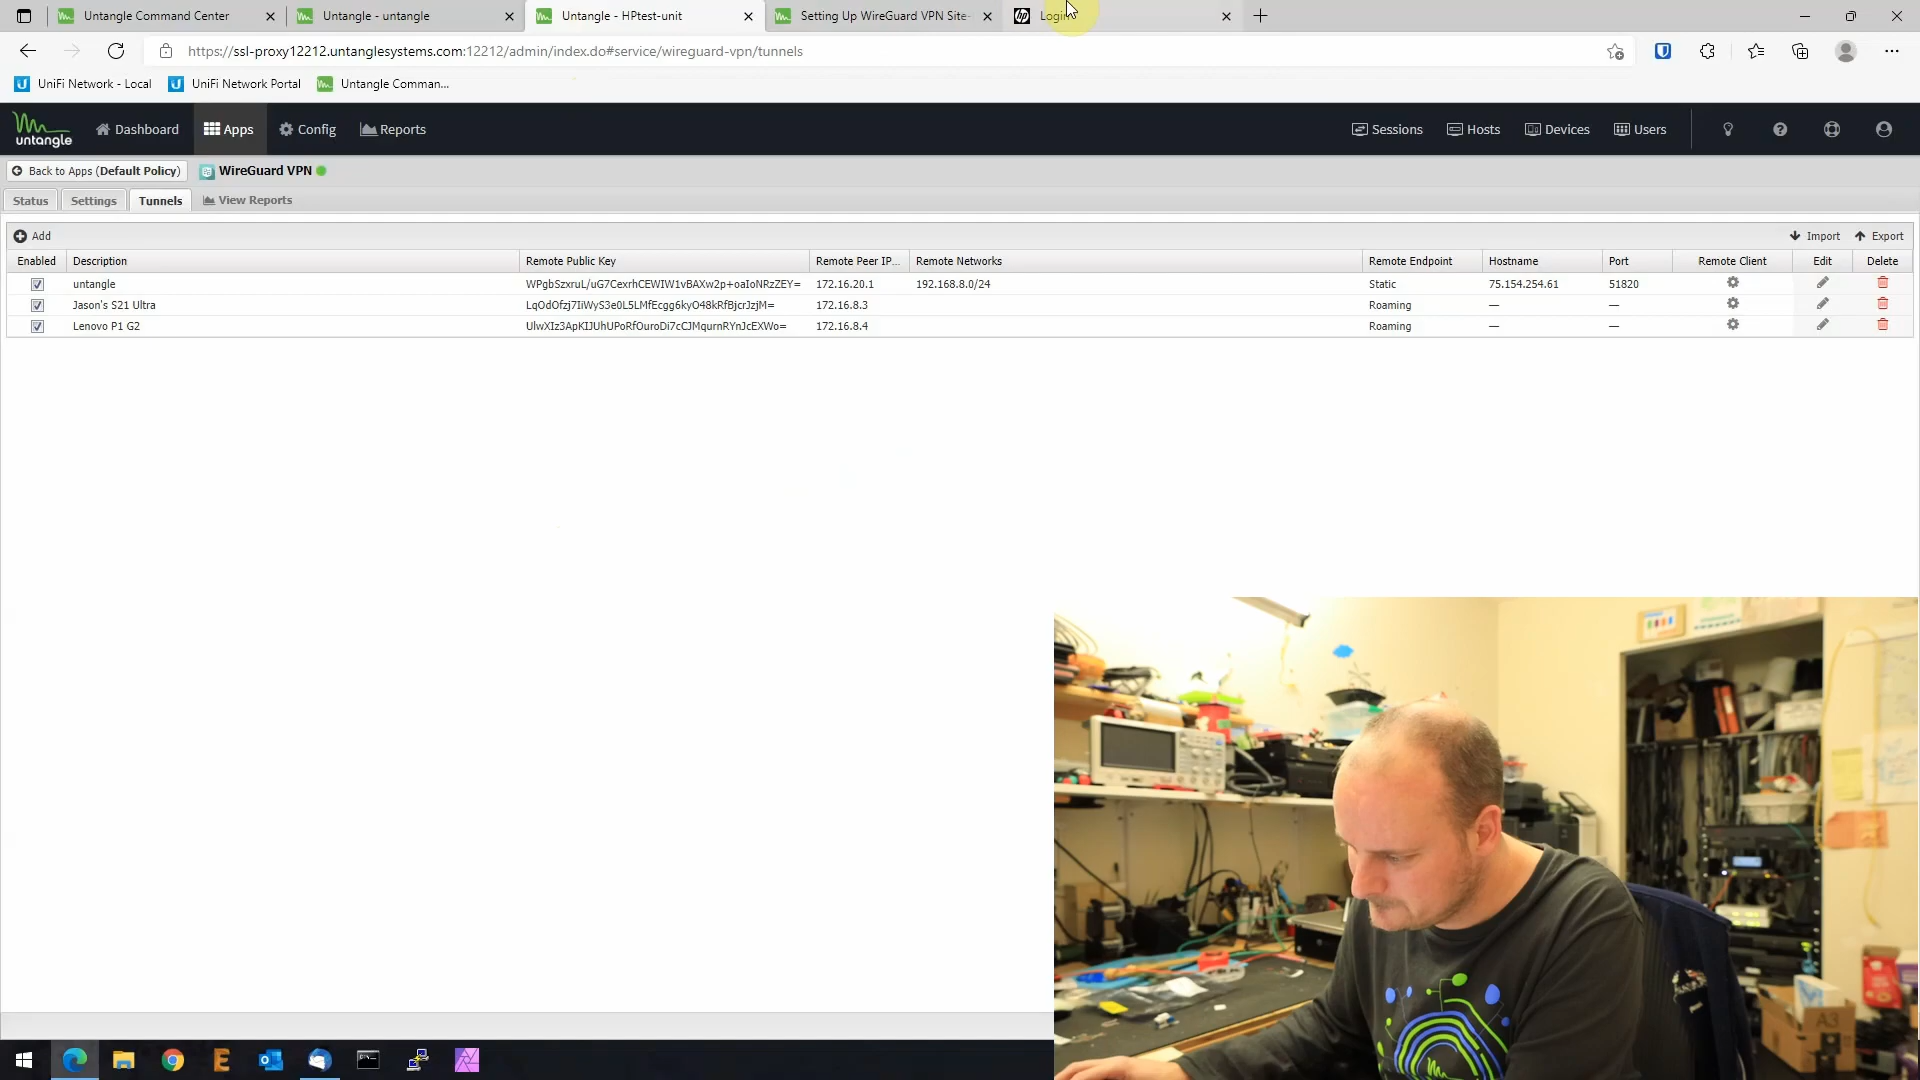 Untangle Command Center
Untangle - untangle
Untangle - HPtest-unit
Setting Up WireGuard VPN Site-
hp
Login
https://ssl-proxy12212.untanglesystems.com:12212/admin/index.do#service/wireguard-vpn/tunnels
UniFi Network - Local
UniFi Network Portal
Untangle Comman...
untangle
Dashboard
Apps
Config
Reports
Sessions
Hosts
Devices
Users
Back to Apps (Default Policy)
WireGuard VPN
Status
Settings
Tunnels
View Reports
Add
Import
Export
Enabled Description Remote Public Key Remote Peer IP... Remote Networks Remote Endpoint Hostname Port Remote Client Edit Delete
untangle WPgbSzxruL/uG7CexrhCEWIW1vBAXw2p+oaIoNRzZEY= 172.16.20.1 192.168.8.0/24 Static 75.154.254.61 51820
Jason's S21 Ultra LqOdOfzj7IiWyS3e0L5LMfEcgg6kyO48kRfBjcrJzjM= 172.16.8.3 Roaming — —
Lenovo P1 G2 UlwXIz3ApKIJUhUPoRfOuroDi7cCJMqurnRYnJcEXWo= 172.16.8.4 Roaming — —
A3